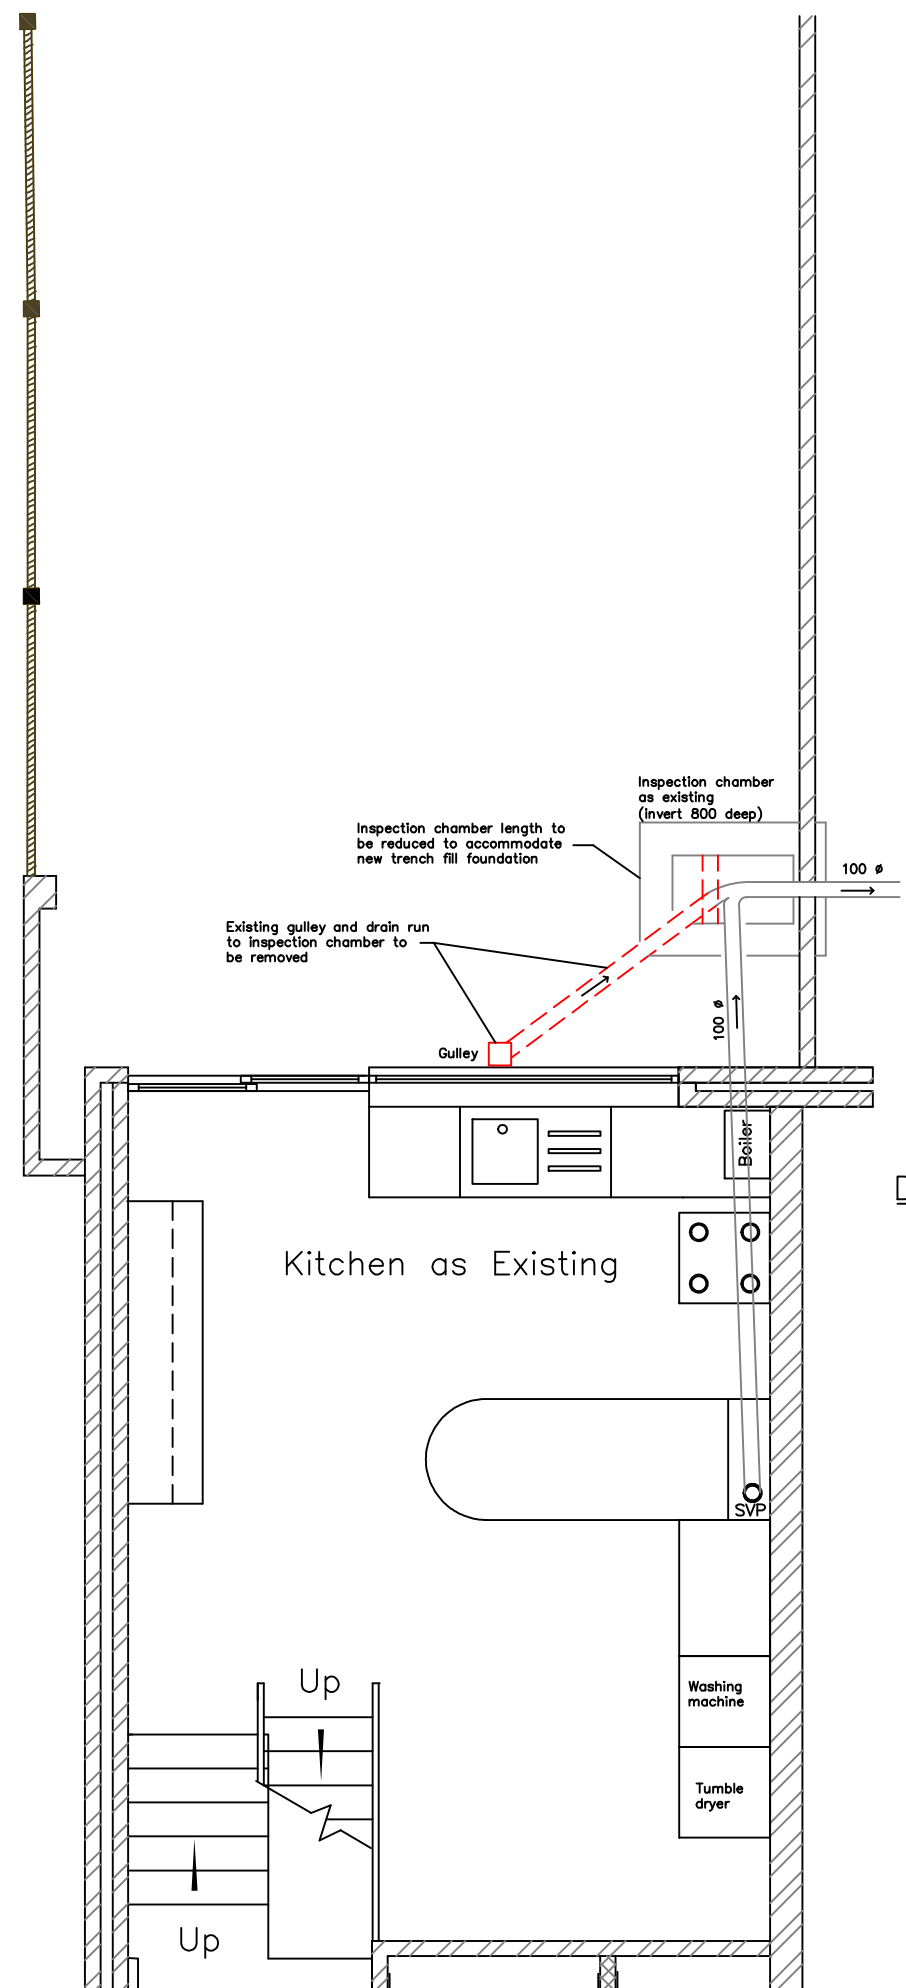 Inspection chamber
as existing
(invert 800 deep)
Inspection chamber length to
be reduced to accommodate
new trench fill foundation
100 ø
Existing gulley and drain run
to inspection chamber to
be removed
100 ø
Gulley
Boiler
Kitchen as Existing
SVP
Up
Washing
machine
Tumble
dryer
Up